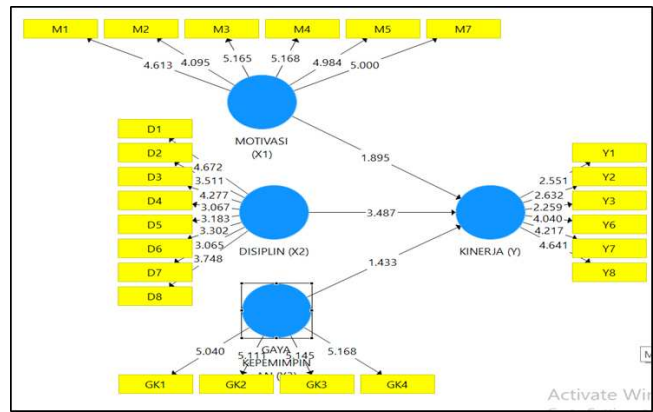 M1 M2 M3 M4 M5 M7
4.613 4.095 5.165 5.168 4.984 5.000
MOTIVASI
(X1)
1.895
D1
D2
D3
D4
D5
D6
D7
D8
4.672
3.511
4.277
3.067
3.183
3.302
3.065
3.748
DISIPLIN (X2)
3.487
KINERJA (Y)
2.551
2.632
2.259
4.040
4.217
4.641
Y1
Y2
Y3
Y6
Y7
Y8
1.433
5.040 5.111 5.145 5.168
GAYA
KEPEMIMPIN
AN
GK1 GK2 GK3 GK4
M
Activate Wi